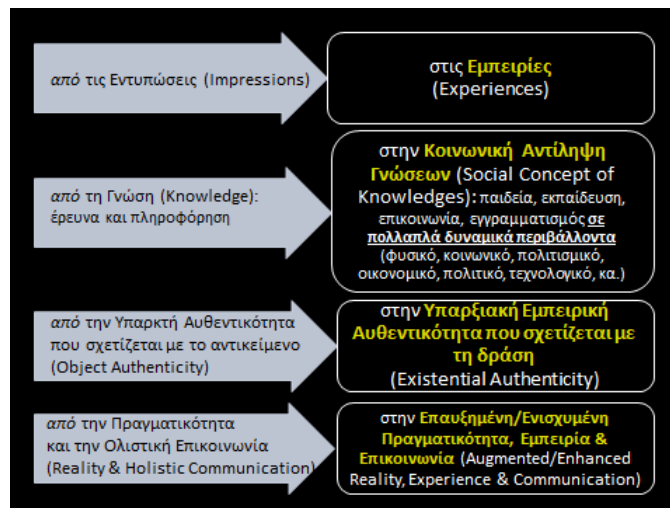 από τις Εντυπώσεις (Impressions)
στις Εμπειρίες
(Experiences)
από τη Γνώση (Knowledge):
έρευνα και πληροφόρηση
στην Κοινωνική Αντίληψη
Γνώσεων (Social Concept of
Knowledges): παιδεία, εκπαίδευση,
επικοινωνία, εγγραμματισμός σε
πολλαπλά δυναμικά περιβάλλοντα
(φυσικό, κοινωνικό, πολιτισμικό,
οικονομικό, πολιτικό, τεχνολογικό, κα.)
από την Υπαρκτή Αυθεντικότητα
που σχετίζεται με το αντικείμενο
(Object Authenticity)
στην Υπαρξιακή Εμπειρική
Αυθεντικότητα που σχετίζεται με
τη δράση
(Existential Authenticity)
από την Πραγματικότητα
και την Ολιστική Επικοινωνία
(Reality & Holistic Communication)
στην Επαυξημένη/Ενισχυμένη
Πραγματικότητα, Εμπειρία &
Επικοινωνία (Augmented/Enhanced
Reality, Experience & Communication)